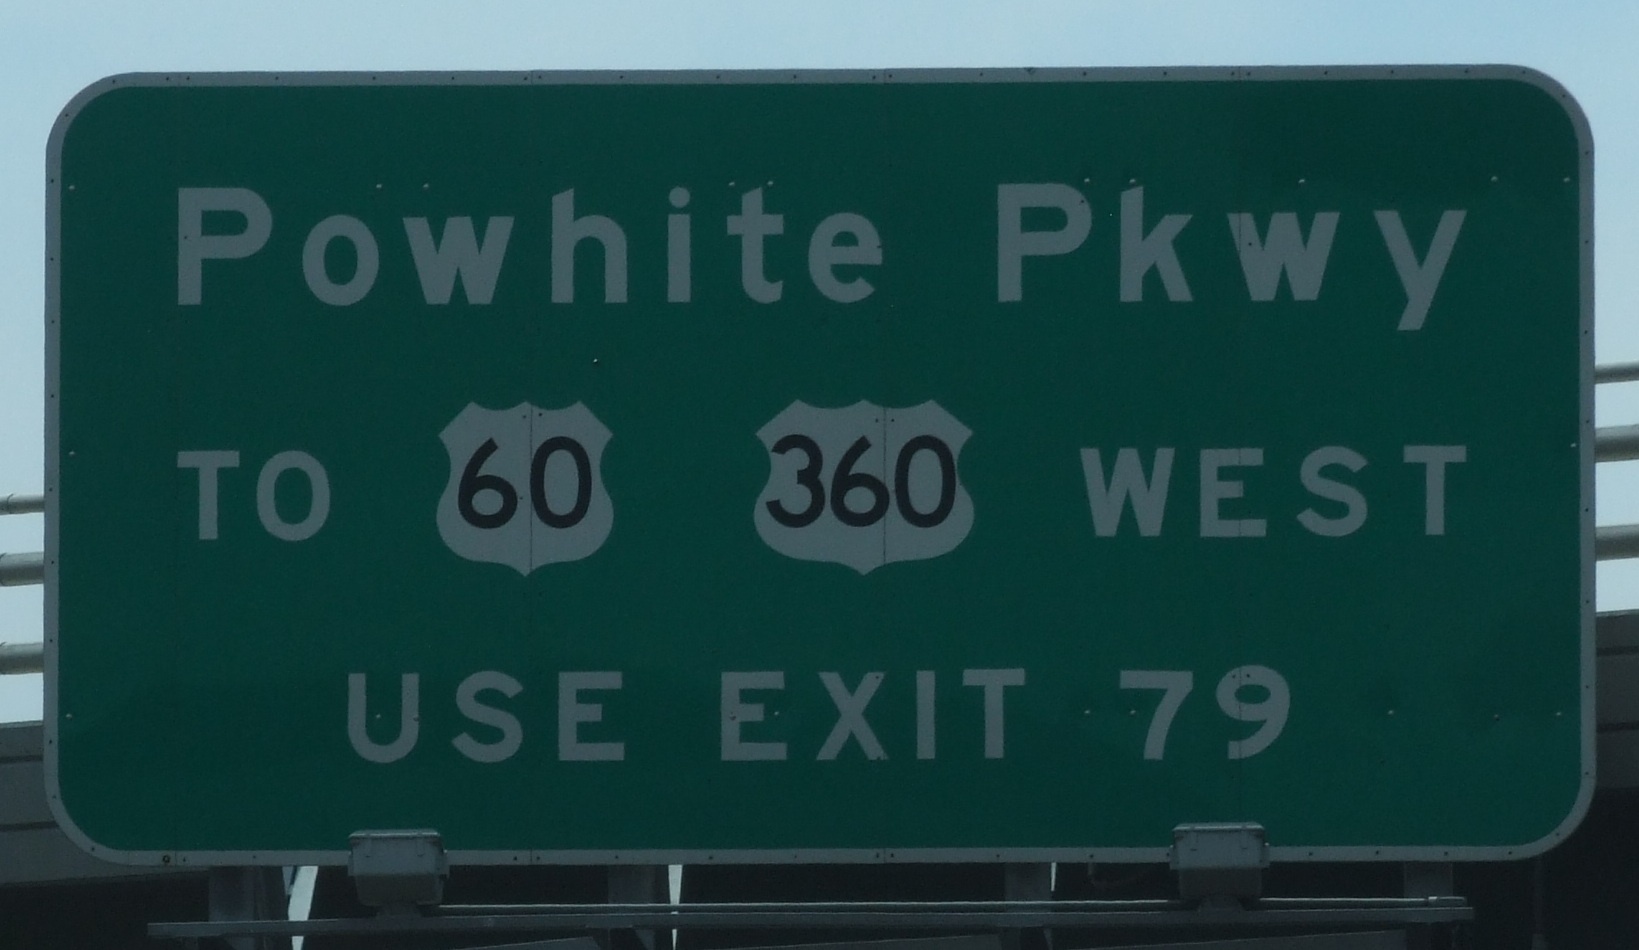 Powhite Pkwy
TO 60 360 WEST
USE EXIT 79